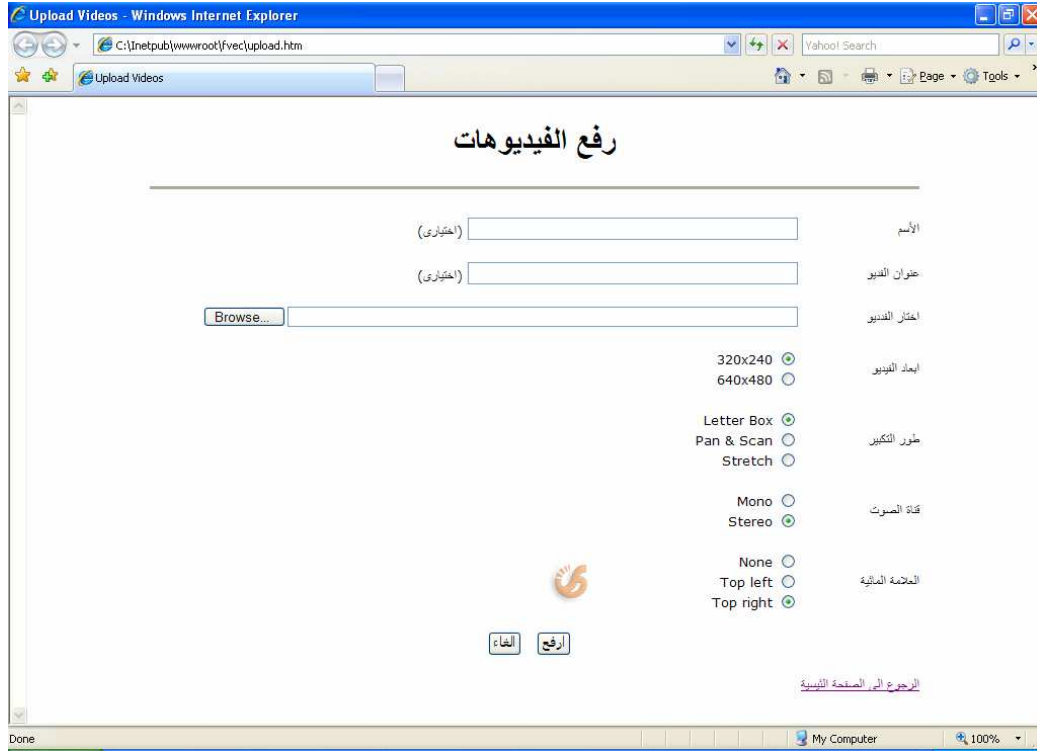 Upload Videos - Windows Internet Explorer
C:\Inetpub\wwwroot\fvec\upload.htm
Yahoo! Search
Upload Videos
Page
Tools
رفع الفيديوهات
الأسم (اختيارى)
عنوان الفديو (اختيارى)
اختار الفيديو Browse...
ابعاد الفيديو
320x240
640x480
طور التكبير
Letter Box
Pan & Scan
Stretch
قناة الصوت
Mono
Stereo
العلامة المائية
None
Top left
Top right
ارفع الغاء
الرجوع الى الصفحة الئيسية
Done My Computer 100%